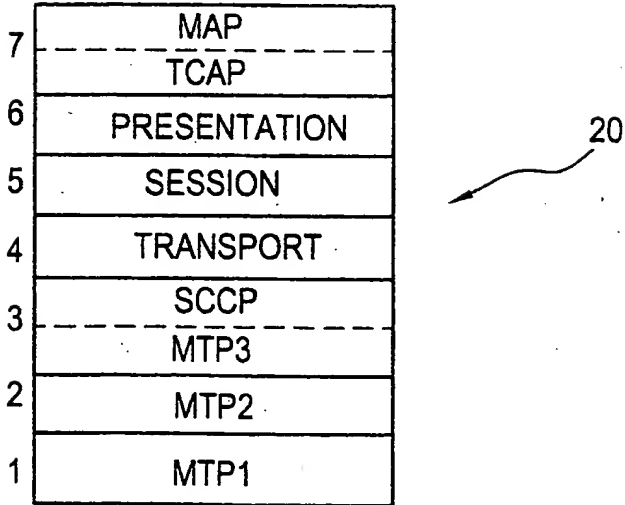 7
MAP
TCAP
6
PRESENTATION
20
5
SESSION
4
TRANSPORT
3
SCCP
MTP3
2
MTP2
1
MTP1